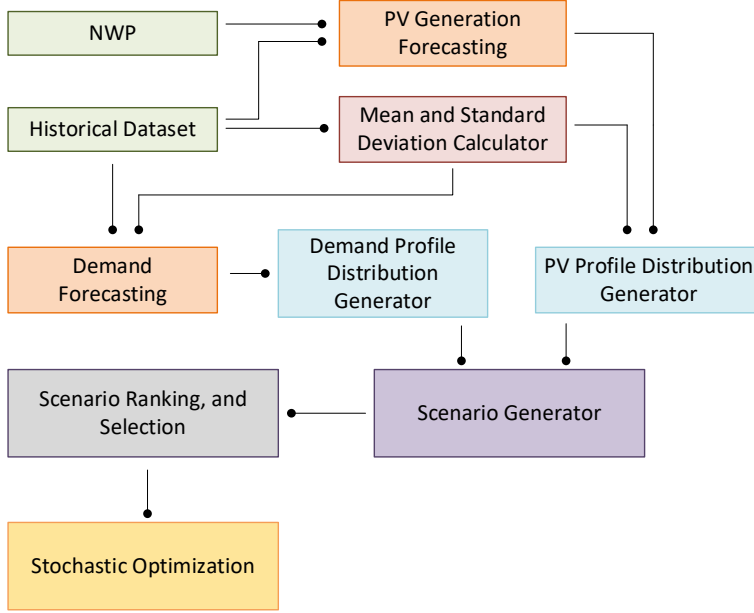 NWP
PV Generation
Forecasting
Historical Dataset
Mean and Standard
Deviation Calculator
Demand
Forecasting
Demand Profile
Distribution
Generator
PV Profile Distribution
Generator
Scenario Ranking, and
Selection
Scenario Generator
Stochastic Optimization